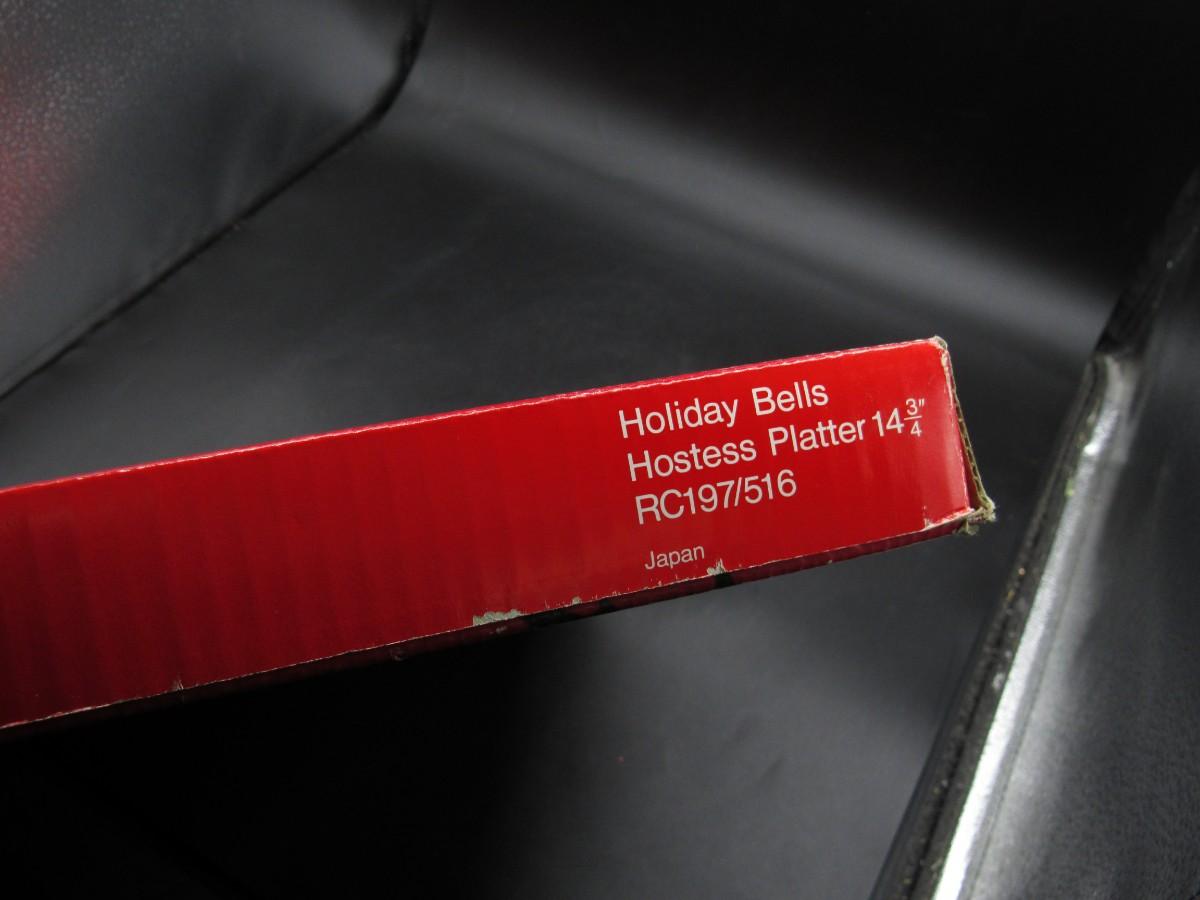 Holiday Bells
Hostess Platter 14 3/4"
RC197/516
Japan